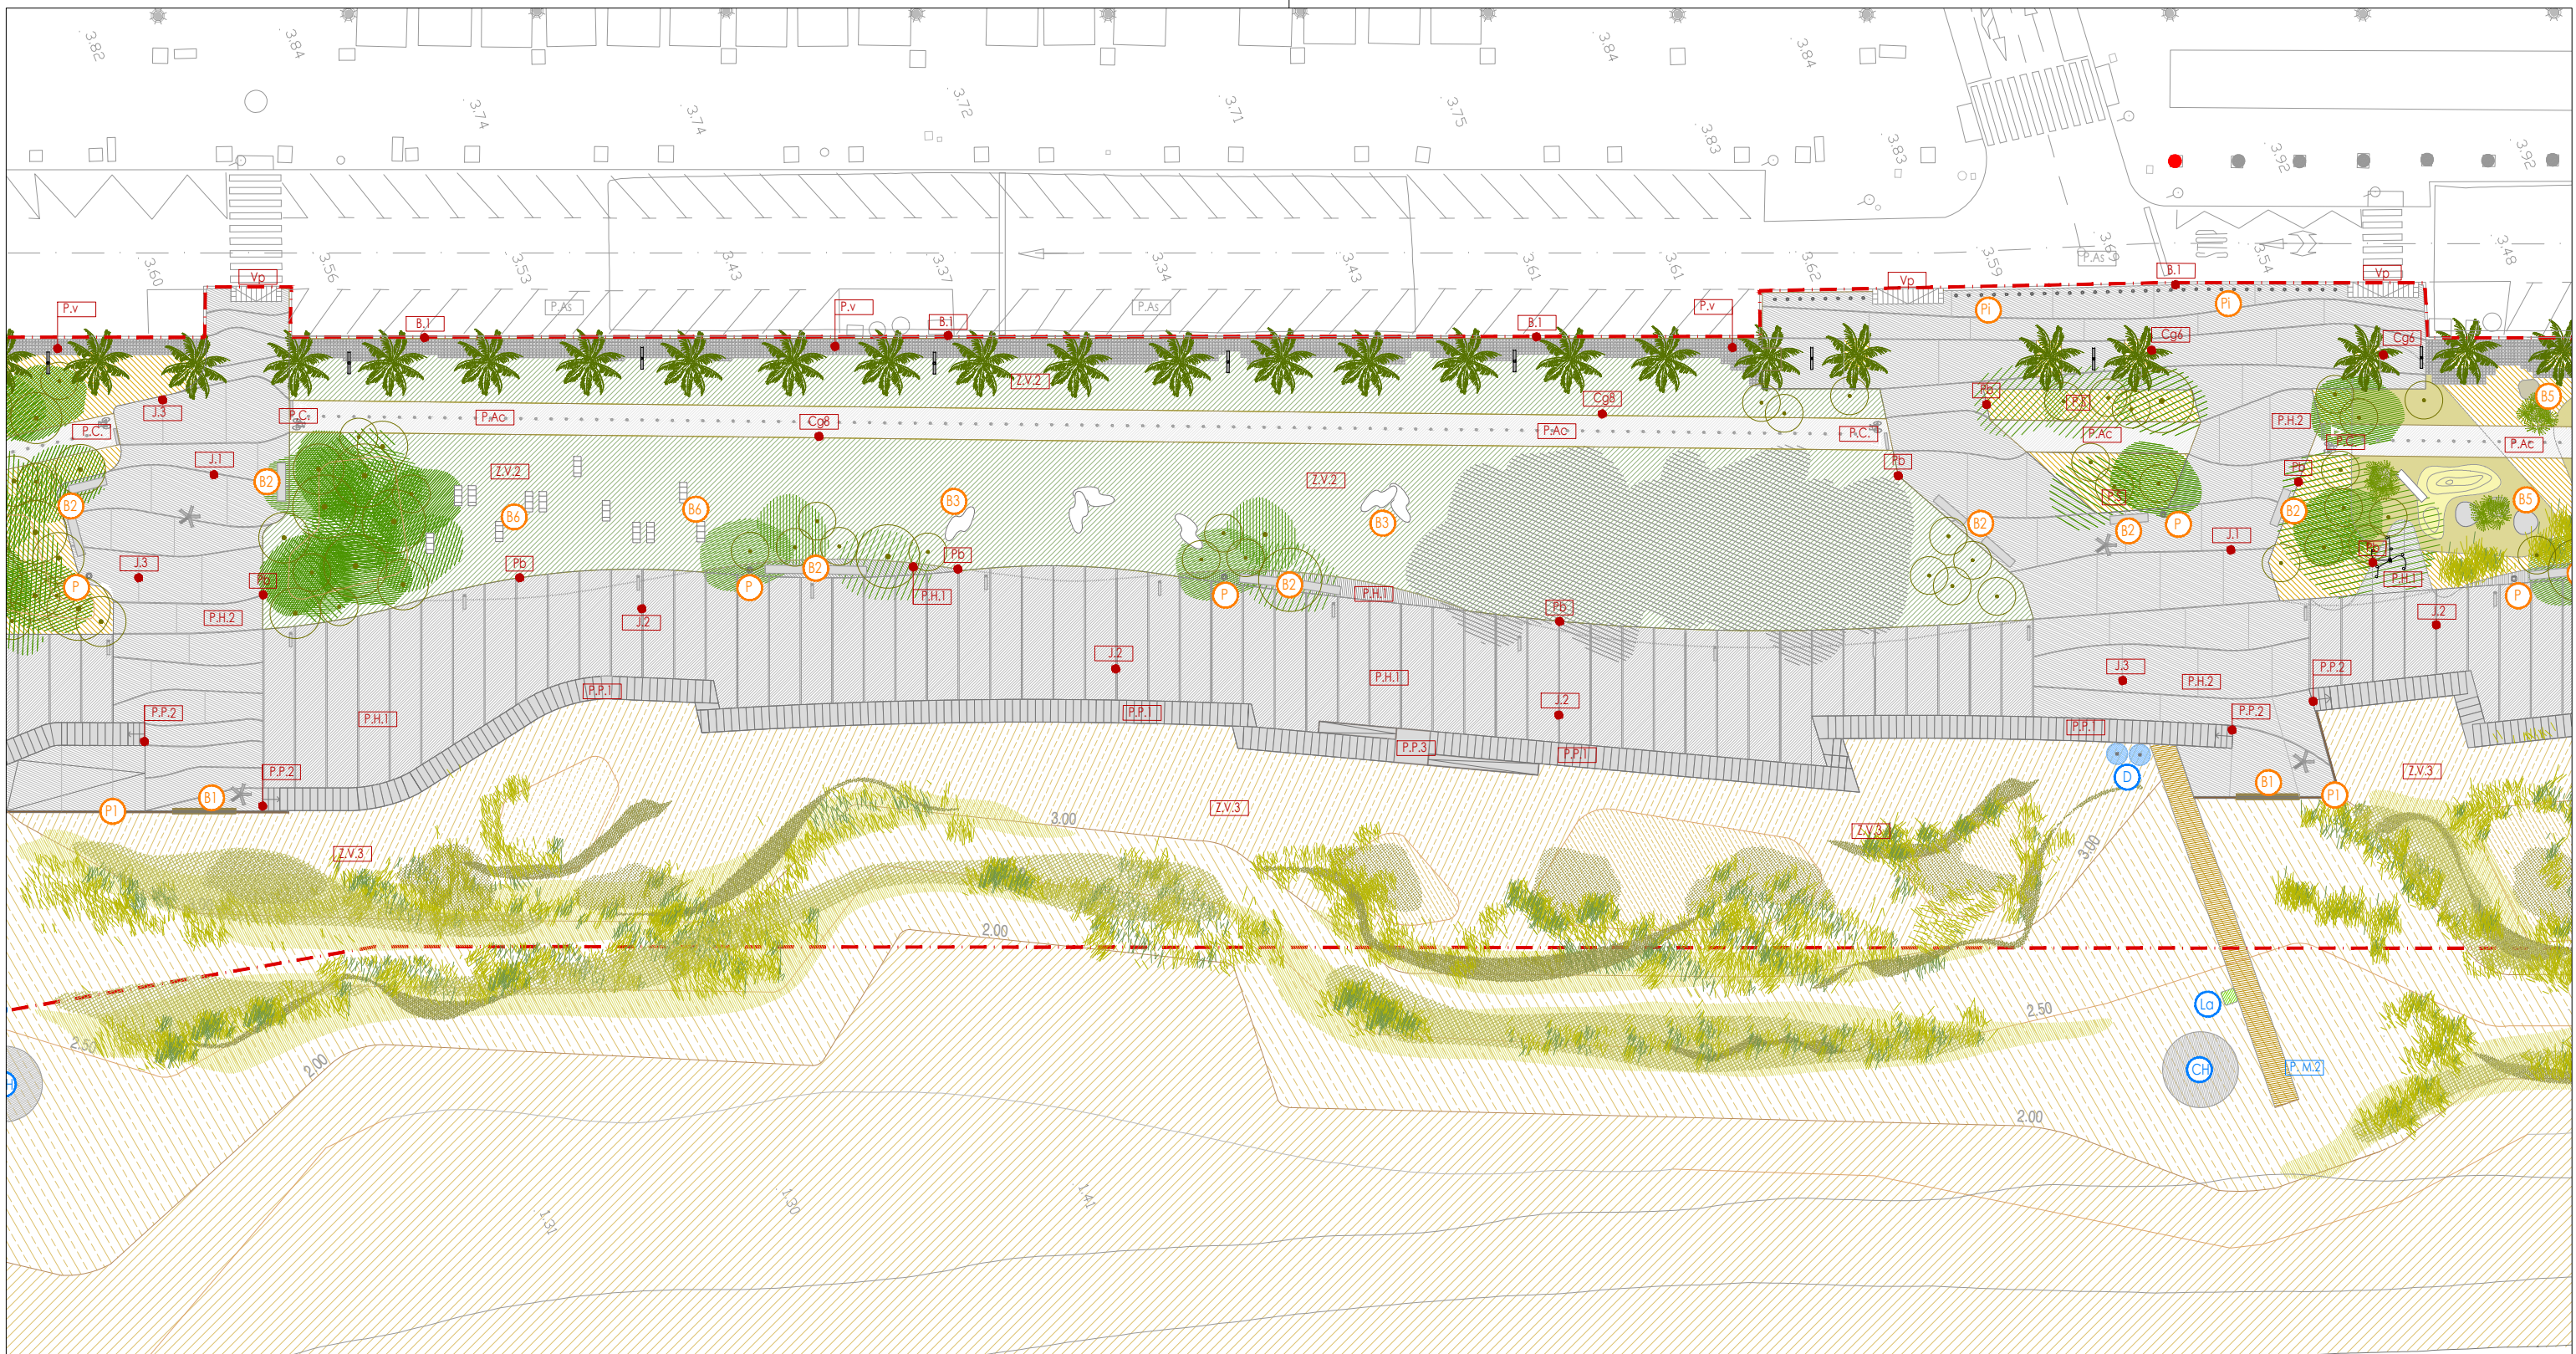 3.82
3.84
3.84
3.84
3.74
3.74
3.72
3.71
3.75
3.83
3.83
3.92
3.92
3.60
3.56
3.53
3.43
3.37
3.34
3.43
3.61
3.61
3.62
3.59
3.54
3.48
P.As
Vp
B.1
Vp
Vp
P.v
P.As
P.v
P.As
P.v
Pi
Pi
B.1
B.1
B.1
Cg6
Cg6
Z.V.2
J.3
P.C.
P.Ac
Cg8
Cg8
Pb
B5
P.C.
P.Ac
P.C.
P.Ac
P.H.2
P.Ac
J.1
B2
Z.V.2
Z.V.2
Pb
Pb
B2
B6
B6
B3
B3
B2
B2
P
B2
B5
J.3
Pb
Pb
J.1
Pb
P
Pb
P
B2
P.H.1
P
B2
P.H.1
P.H.1
P
P.H.2
J.2
Pb
J.2
J.2
P.H.1
J.3
P.H.2
P.P.2
P.P.1
P.P.2
P.H.1
P.P.1
J.2
P.P.2
P.P.1
P.P.3
P.P.1
P.P.2
Z.V.3
D
P1
B1
B1
P1
Z.V.3
3.00
Z.V.3
Z.V.3
3.00
2.00
La
2.50
2.50
2.00
CH
P. M.2
2.00
1.31
1.30
1.41